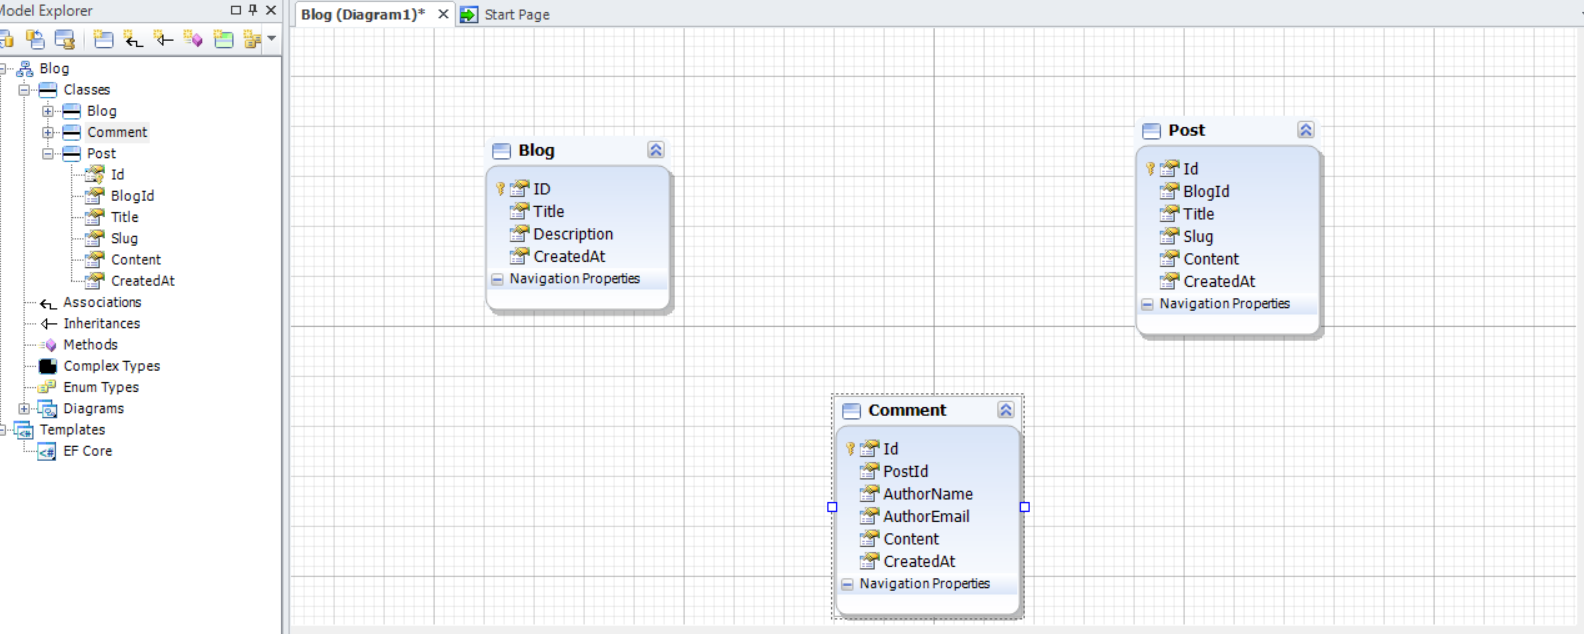 Model Explorer
Blog
Classes
Blog
Comment
Post
Id
BlogId
Title
Slug
Content
CreatedAt
Associations
Inheritances
Methods
Complex Types
Enum Types
Diagrams
Templates
EF Core
Blog (Diagram1)*
Start Page
Blog
ID
Title
Description
CreatedAt
Navigation Properties
Post
Id
BlogId
Title
Slug
Content
CreatedAt
Navigation Properties
Comment
Id
PostId
AuthorName
AuthorEmail
Content
CreatedAt
Navigation Properties